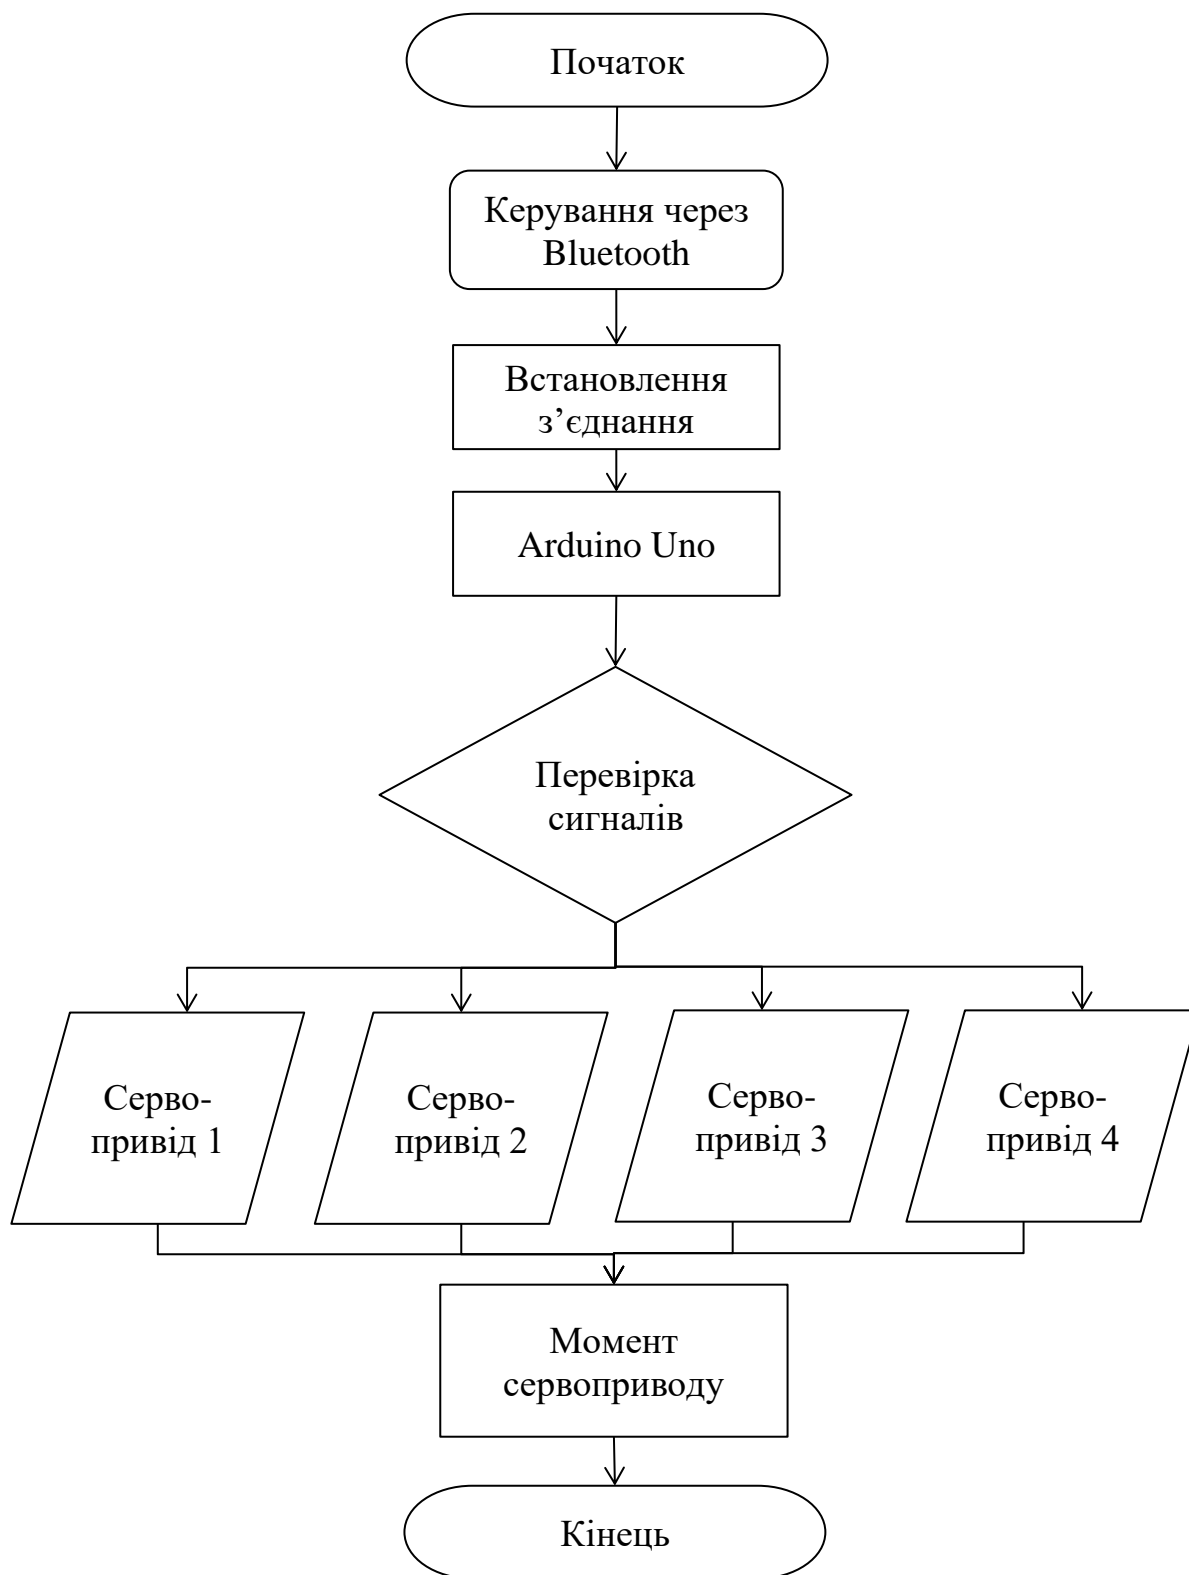 Початок
Керування через
Bluetooth
Встановлення
з’єднання
Arduino Uno
Перевірка
сигналів
Серво-
привід 1
Серво-
привід 2
Серво-
привід 3
Серво-
привід 4
Момент
сервоприводу
Кінець